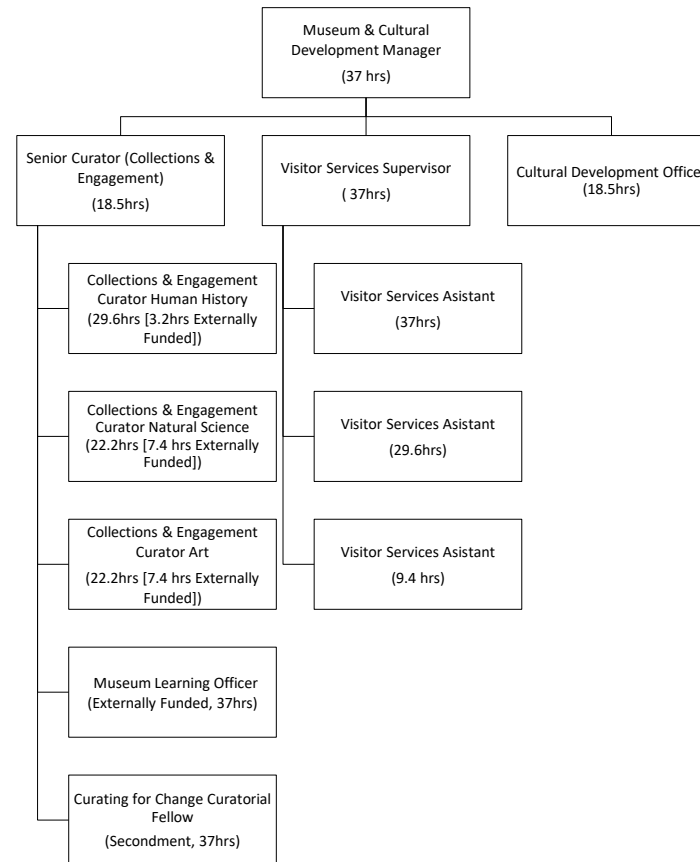 Museum & Cultural
Development Manager
(37 hrs)
Senior Curator (Collections &
Engagement)
(18.5hrs)
Visitor Services Supervisor
( 37hrs)
Cultural Development Office
(18.5hrs)
Collections & Engagement
Curator Human History
(29.6hrs [3.2hrs Externally
Funded])
Visitor Services Asistant
(37hrs)
Collections & Engagement
Curator Natural Science
(22.2hrs [7.4 hrs Externally
Funded])
Visitor Services Asistant
(29.6hrs)
Collections & Engagement
Curator Art
(22.2hrs [7.4 hrs Externally
Funded])
Visitor Services Asistant
(9.4 hrs)
Museum Learning Officer
(Externally Funded, 37hrs)
Curating for Change Curatorial
Fellow
(Secondment, 37hrs)